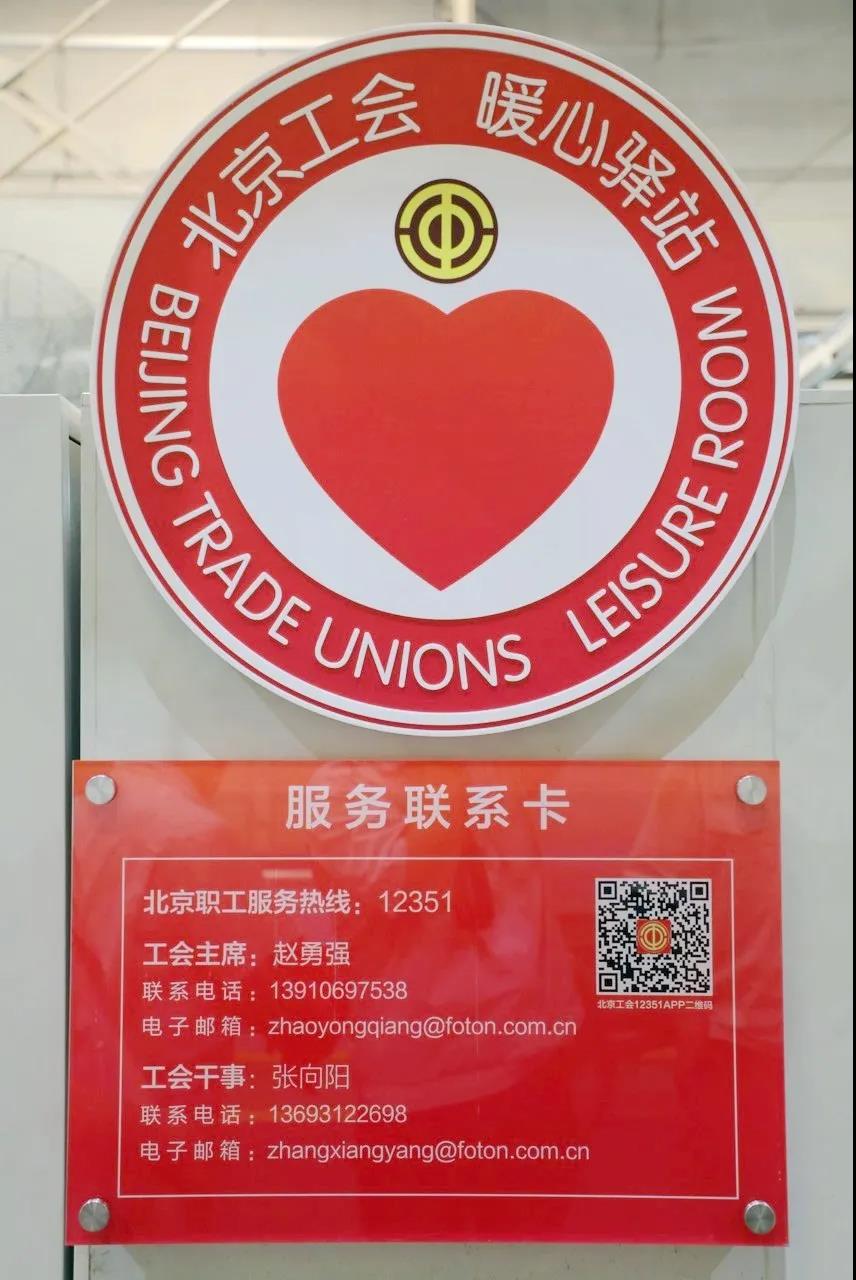 北京工会 暖心驿站
BEIJING TRADE UNIONS LEISURE ROOM
服务联系卡
北京职工服务热线：12351
工会主席：赵勇强
联系电话：13910697538
电子邮箱：zhaoyongqiang@foton.com.cn
北京工会12351APP二维码
工会干事：张向阳
联系电话：13693122698
电子邮箱：zhangxiangyang@foton.com.cn